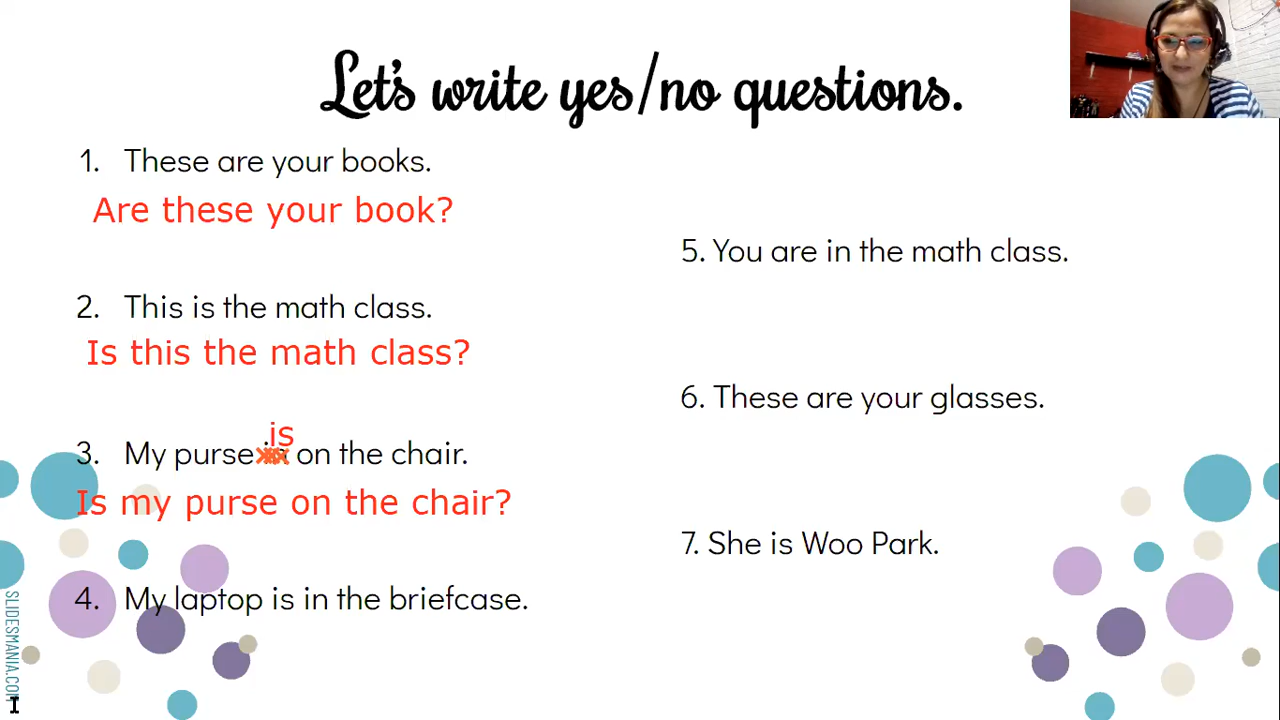 Let's write yes/no questions.
1. These are your books.
Are these your book?
2. This is the math class.
Is this the math class?
is
3. My purse on the chair.
Is my purse on the chair?
4. My laptop is in the briefcase.
5. You are in the math class.
6. These are your glasses.
7. She is Woo Park.
SLIDESMANIA.COM